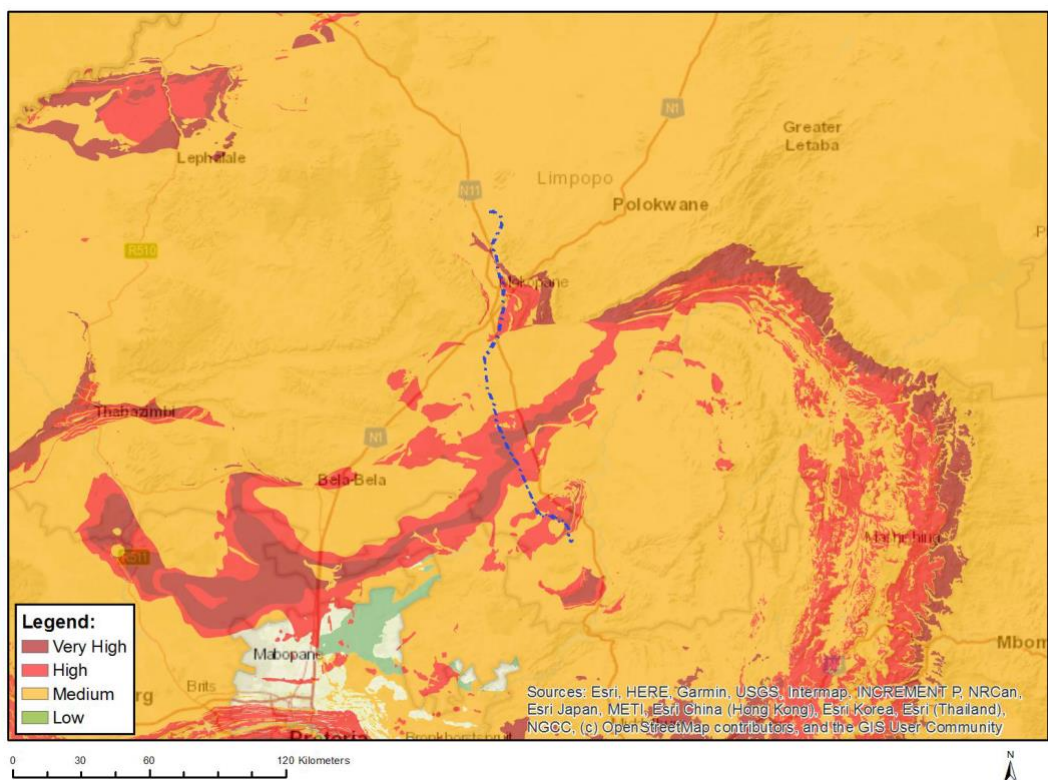 Greater
Letaba
N1
Lephalale
Limpopo
N11
Polokwane
R510
Mokopane
Thabazimbi
N1
Bela-Bela
R511
Legend:
Very High
High
Medium
Low
Mabopane
Brits
Pretoria
Bronkhorstspruit
Mbom
Sources: Esri, HERE, Garmin, USGS, Intermap, INCREMENT P, NRCan,
Esri Japan, METI, Esri China (Hong Kong), Esri Korea, Esri (Thailand),
NGCC, (c) OpenStreetMap contributors, and the GIS User Community
0 30 60 120 Kilometers
N